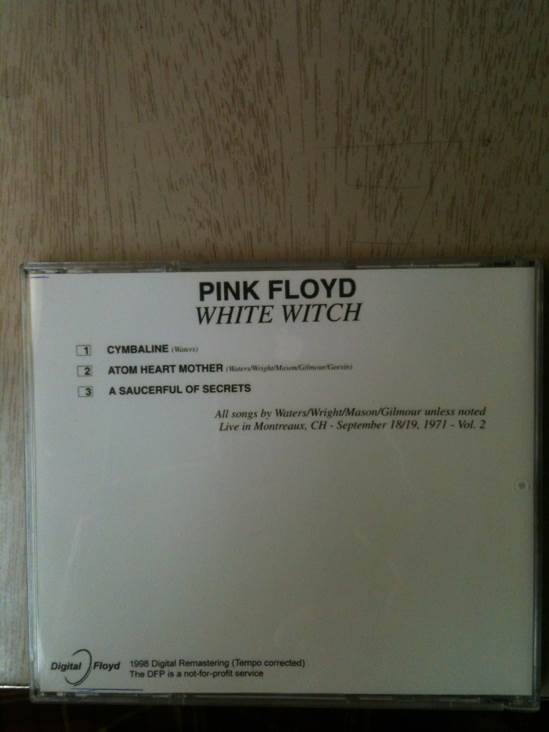 PINK FLOYD
WHITE WITCH
1 CYMBALINE (Waters)
2 ATOM HEART MOTHER (Waters/Wright/Mason/Gilmour/Geesin)
3 A SAUCERFUL OF SECRETS
All songs by Waters/Wright/Mason/Gilmour unless noted
Live in Montreaux, CH - September 18/19, 1971 - Vol. 2
Digital Floyd
1998 Digital Remastering (Tempo corrected)
The DFP is a not-for-profit service